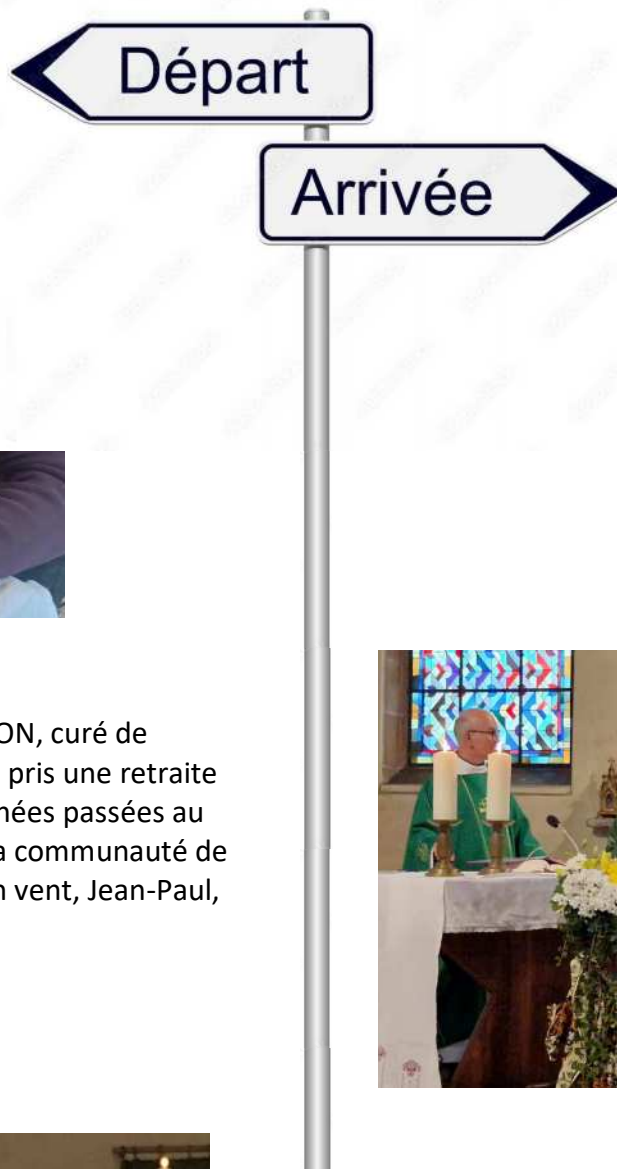 Départ
Arrivée
ON, curé de
pris une retraite
nées passées au
a communauté de
vent, Jean-Paul,